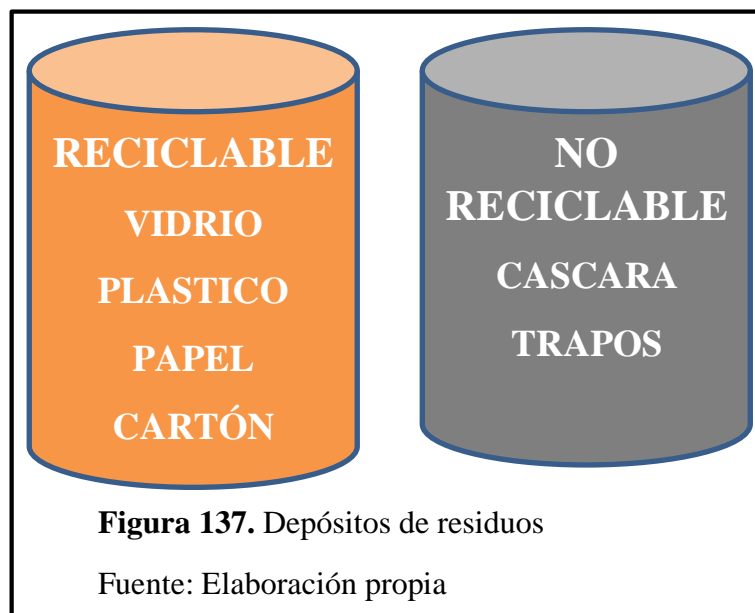 RECICLABLE
VIDRIO
PLASTICO
PAPEL
CARTÓN
NO
RECICLABLE
CASCARA
TRAPOS
Figura 137. Depósitos de residuos
Fuente: Elaboración propia